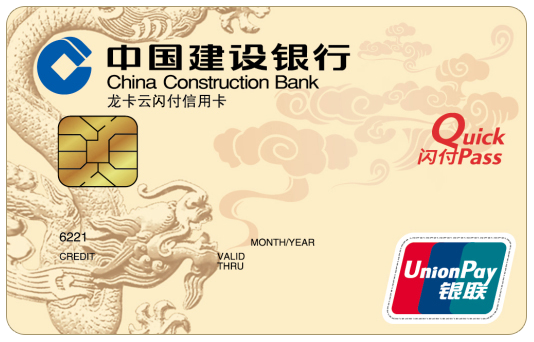 中国建设银行
China Construction Bank
龙卡云闪付信用卡
Quick
闪付Pass
6221
MONTH/YEAR
CREDIT
VALID
THRU
UnionPay
银联